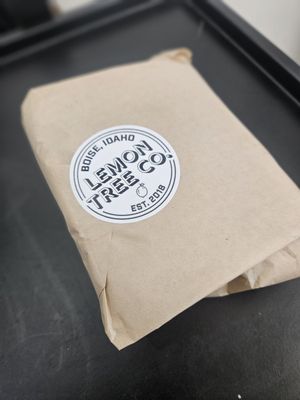 BOISE, IDAHO
LEMON
TREE CO.
EST. 2018